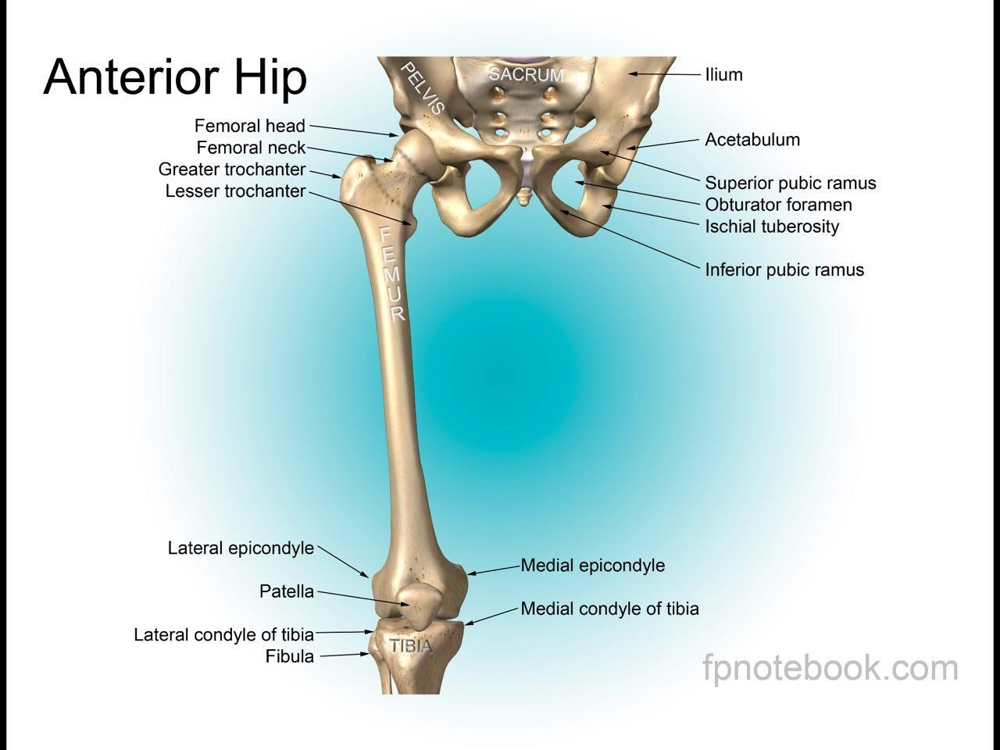 Anterior Hip
PELVIS
SACRUM
Ilium
Femoral head
Femoral neck
Greater trochanter
Lesser trochanter
Acetabulum
Superior pubic ramus
Obturator foramen
Ischial tuberosity
Inferior pubic ramus
FEMUR
Lateral epicondyle
Patella
Lateral condyle of tibia
Fibula
Medial epicondyle
Medial condyle of tibia
TIBIA
fpnotebook.com